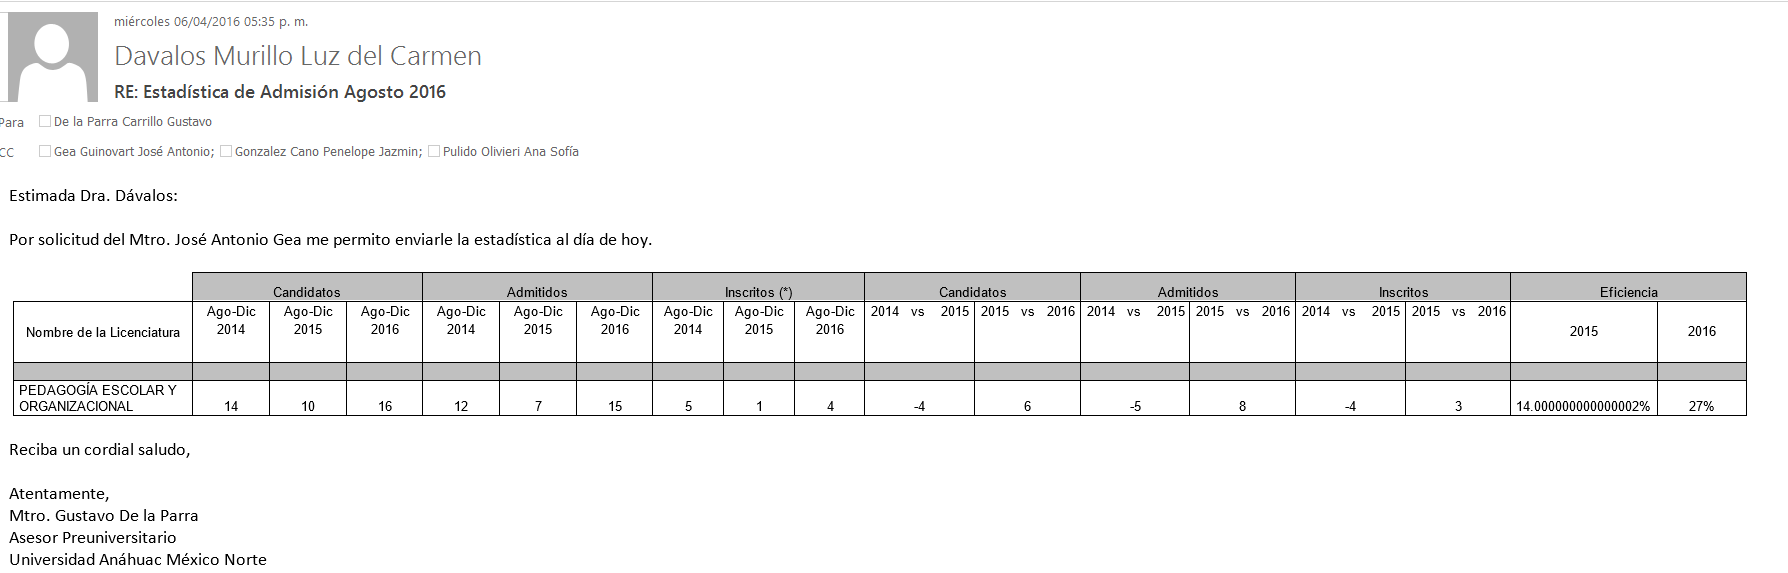 miércoles 06/04/2016 05:35 p. m.
Davalos Murillo Luz del Carmen
RE: Estadística de Admisión Agosto 2016
Para De la Parra Carrillo Gustavo
CC Gea Guinovart José Antonio; Gonzalez Cano Penelope Jazmin; Pulido Olivieri Ana Sofía
Estimada Dra. Dávalos:
Por solicitud del Mtro. José Antonio Gea me permito enviarle la estadística al día de hoy.
Candidatos Admitidos Inscritos (*) Candidatos Admitidos Inscritos Eficiencia
Nombre de la Licenciatura Ago-Dic 2014 Ago-Dic 2015 Ago-Dic 2016 Ago-Dic 2014 Ago-Dic 2015 Ago-Dic 2016 Ago-Dic 2014 Ago-Dic 2015 Ago-Dic 2016 2014 vs 2015 2015 vs 2016 2014 vs 2015 2015 vs 2016 2014 vs 2015 2015 vs 2016 2015 2016
PEDAGOGÍA ESCOLAR Y
ORGANIZACIONAL 14 10 16 12 7 15 5 1 4 -4 6 -5 8 -4 3 14.000000000000002% 27%
Reciba un cordial saludo,
Atentamente,
Mtro. Gustavo De la Parra
Asesor Preuniversitario
Universidad Anáhuac México Norte